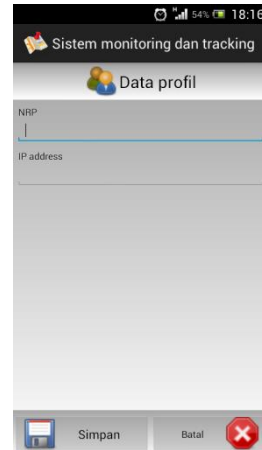 H 54% 18:16
Sistem monitoring dan tracking
Data profil
NRP
IP address
Simpan
Batal